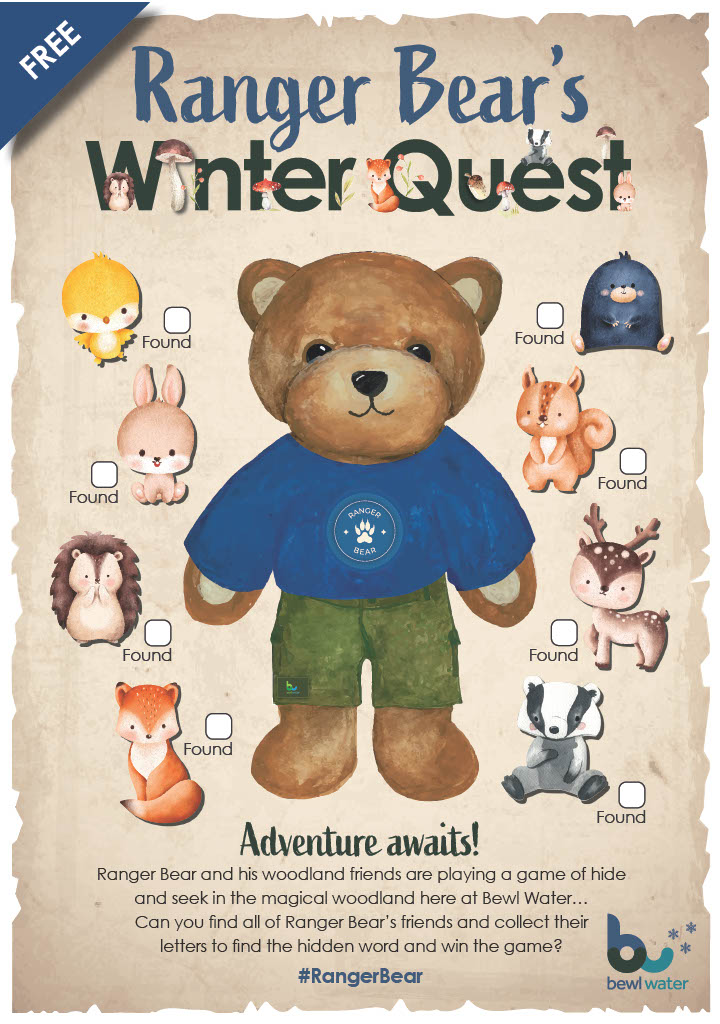 FREE
Ranger Bear's
Winter Quest
Found
Found
Found
Found
Found
Found
Found
Found
RANGER
BEAR
Adventure awaits!
Ranger Bear and his woodland friends are playing a game of hide
and seek in the magical woodland here at Bewl Water...
Can you find all of Ranger Bear's friends and collect their
letters to find the hidden word and win the game?
#RangerBear
bewl water